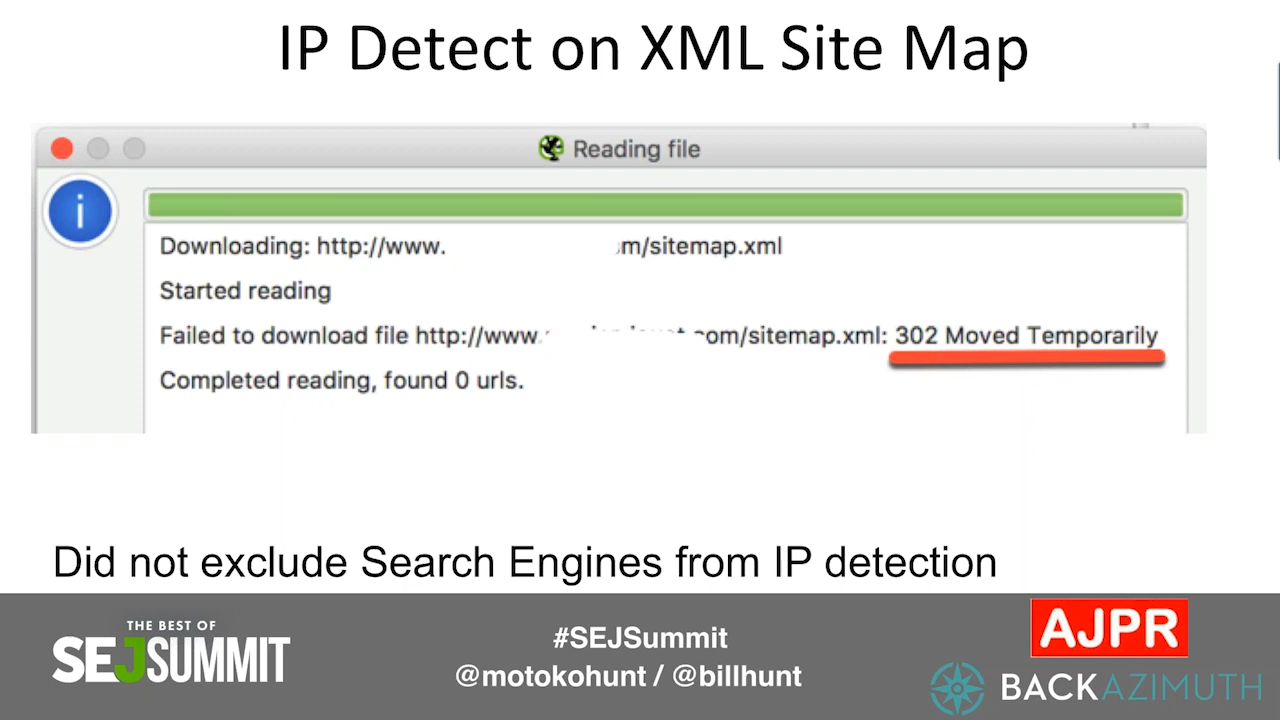 IP Detect on XML Site Map
Reading file
i
Downloading: http://www. m/sitemap.xml
Started reading
Failed to download file http://www. om/sitemap.xml: 302 Moved Temporarily
Completed reading, found 0 urls.
Did not exclude Search Engines from IP detection
THE BEST OF
SEJSUMMIT
#SEJSummit
@motokohunt / @billhunt
AJPR
BACKAZIMUTH